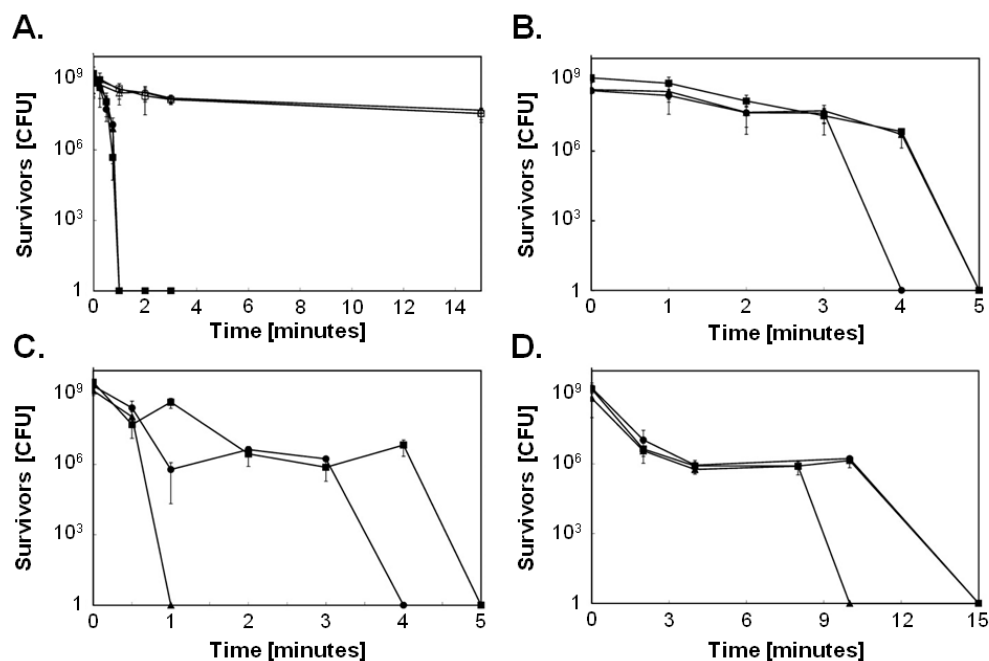 A.
Survivors [CFU]
10⁹
10⁶
10³
1
0 2 4 6 8 10 12 14
Time [minutes]
B.
Survivors [CFU]
10⁹
10⁶
10³
1
0 1 2 3 4 5
Time [minutes]
C.
Survivors [CFU]
10⁹
10⁶
10³
1
0 1 2 3 4 5
Time [minutes]
D.
Survivors [CFU]
10⁹
10⁶
10³
1
0 3 6 9 12 15
Time [minutes]